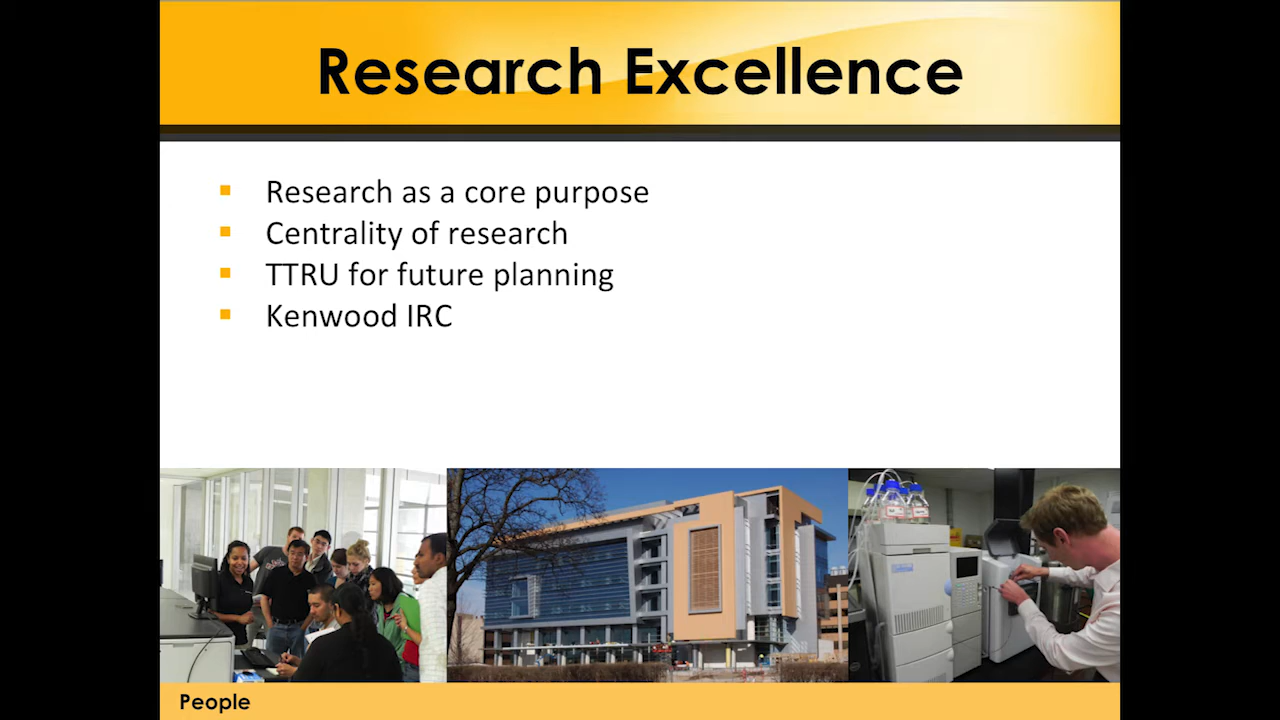 Research Excellence
Research as a core purpose
Centrality of research
TTRU for future planning
Kenwood IRC
People